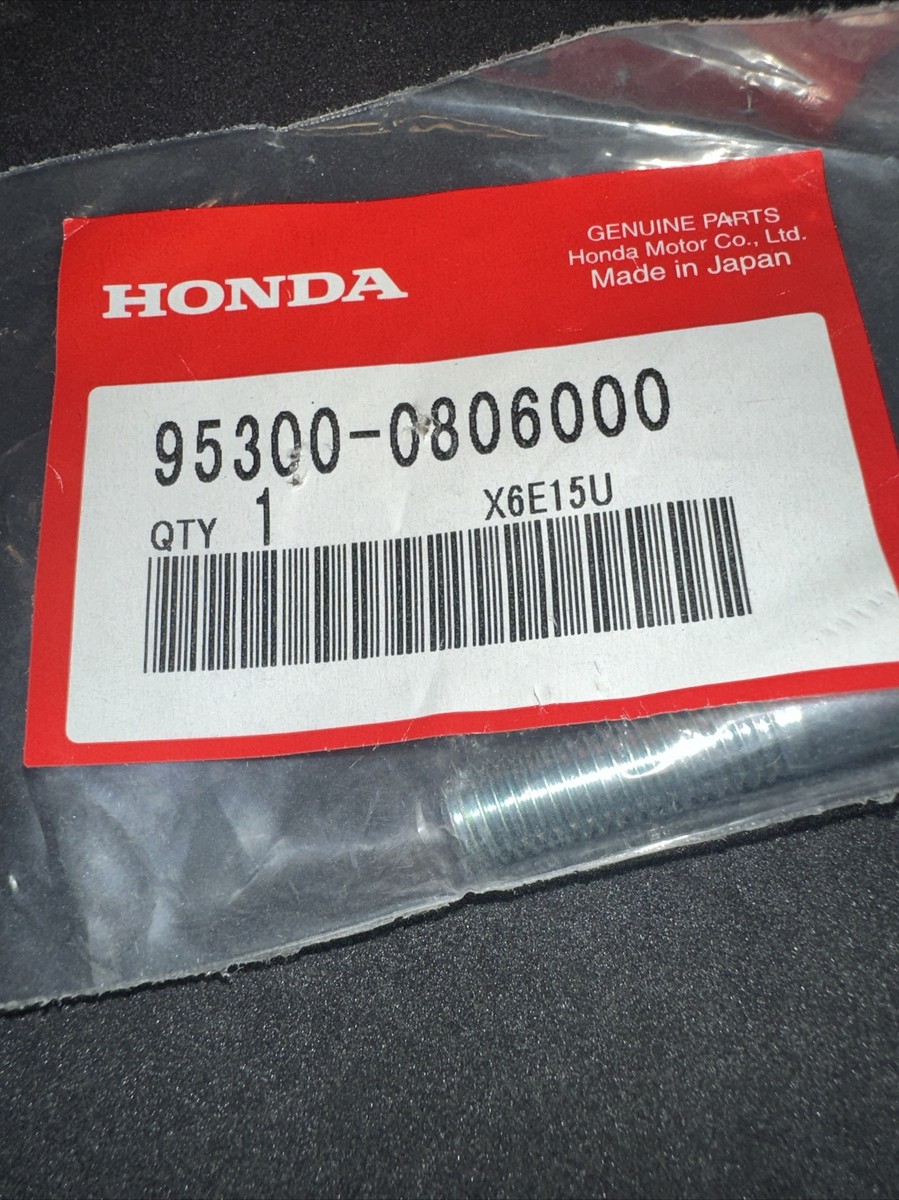 HONDA
GENUINE PARTS
Honda Motor Co., Ltd.
Made in Japan
95300-0806000
QTY 1
X6E15U